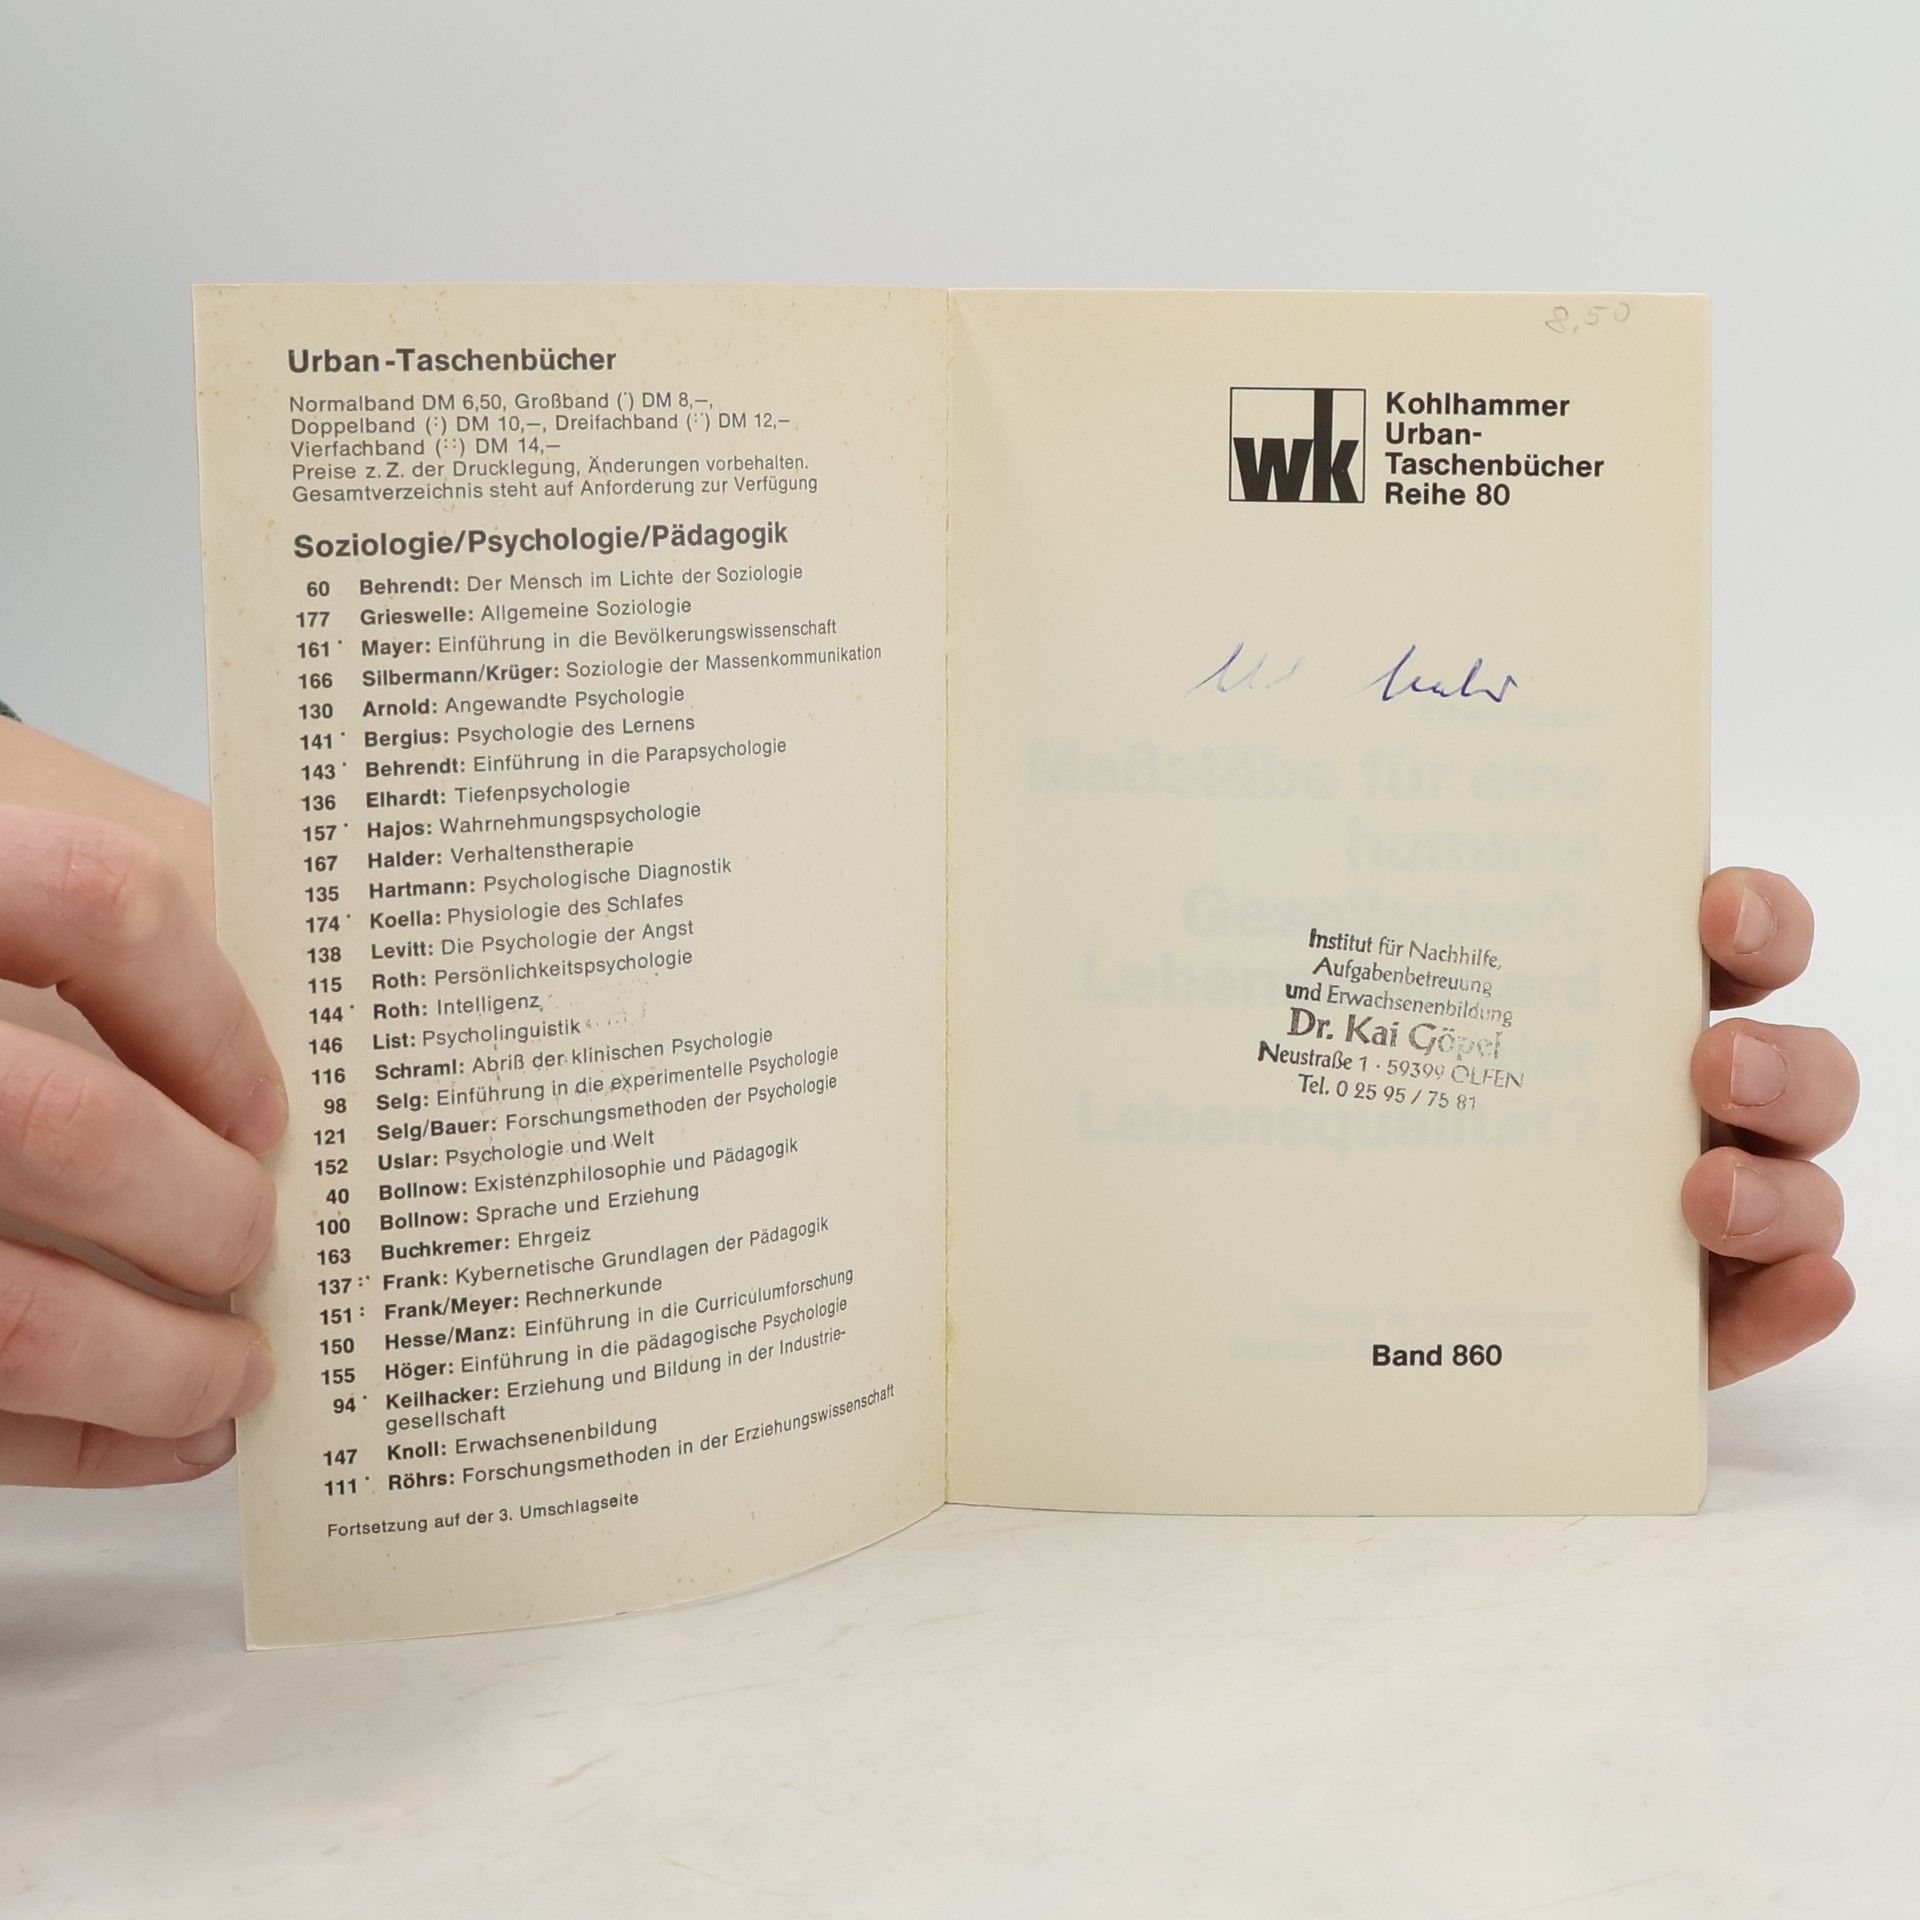 Urban-Taschenbücher
Normalband DM 6,50, Großband (˙) DM 8,—,
Doppelband (:) DM 10,—, Dreifachband (:˙) DM 12,—
Vierfachband (::) DM 14,—
Preise z. Z. der Drucklegung, Änderungen vorbehalten.
Gesamtverzeichnis steht auf Anforderung zur Verfügung
Soziologie/Psychologie/Pädagogik
60 Behrendt: Der Mensch im Lichte der Soziologie
177 Grieswelle: Allgemeine Soziologie
161˙ Mayer: Einführung in die Bevölkerungswissenschaft
166 Silbermann/Krüger: Soziologie der Massenkommunikation
130 Arnold: Angewandte Psychologie
141˙ Bergius: Psychologie des Lernens
143˙ Behrendt: Einführung in die Parapsychologie
136 Elhardt: Tiefenpsychologie
157˙ Hajos: Wahrnehmungspsychologie
167 Halder: Verhaltenstherapie
135 Hartmann: Psychologische Diagnostik
174˙ Koella: Physiologie des Schlafes
138 Levitt: Die Psychologie der Angst
115 Roth: Persönlichkeitspsychologie
144˙ Roth: Intelligenz
146 List: Psycholinguistik
116 Schraml: Abriß der klinischen Psychologie
98 Selg: Einführung in die experimentelle Psychologie
121 Selg/Bauer: Forschungsmethoden der Psychologie
152 Uslar: Psychologie und Welt
40 Bollnow: Existenzphilosophie und Pädagogik
100 Bollnow: Sprache und Erziehung
163 Buchkremer: Ehrgeiz
137:˙ Frank: Kybernetische Grundlagen der Pädagogik
151: Frank/Meyer: Rechnerkunde
150 Hesse/Manz: Einführung in die Curriculumforschung
155 Höger: Einführung in die pädagogische Psychologie
94˙ Keilhacker: Erziehung und Bildung in der Industrie-
gesellschaft
147 Knoll: Erwachsenenbildung
111˙ Röhrs: Forschungsmethoden in der Erziehungswissenschaft
Fortsetzung auf der 3. Umschlagseite
8,50
wk
Kohlhammer
Urban-
Taschenbücher
Reihe 80
Institut für Nachhilfe,
Aufgabenbetreuung
und Erwachsenenbildung
Dr. Kai Göpel
Neustraße 1 · 59399 OLFEN
Tel. 0 25 95 / 75 81
Band 860